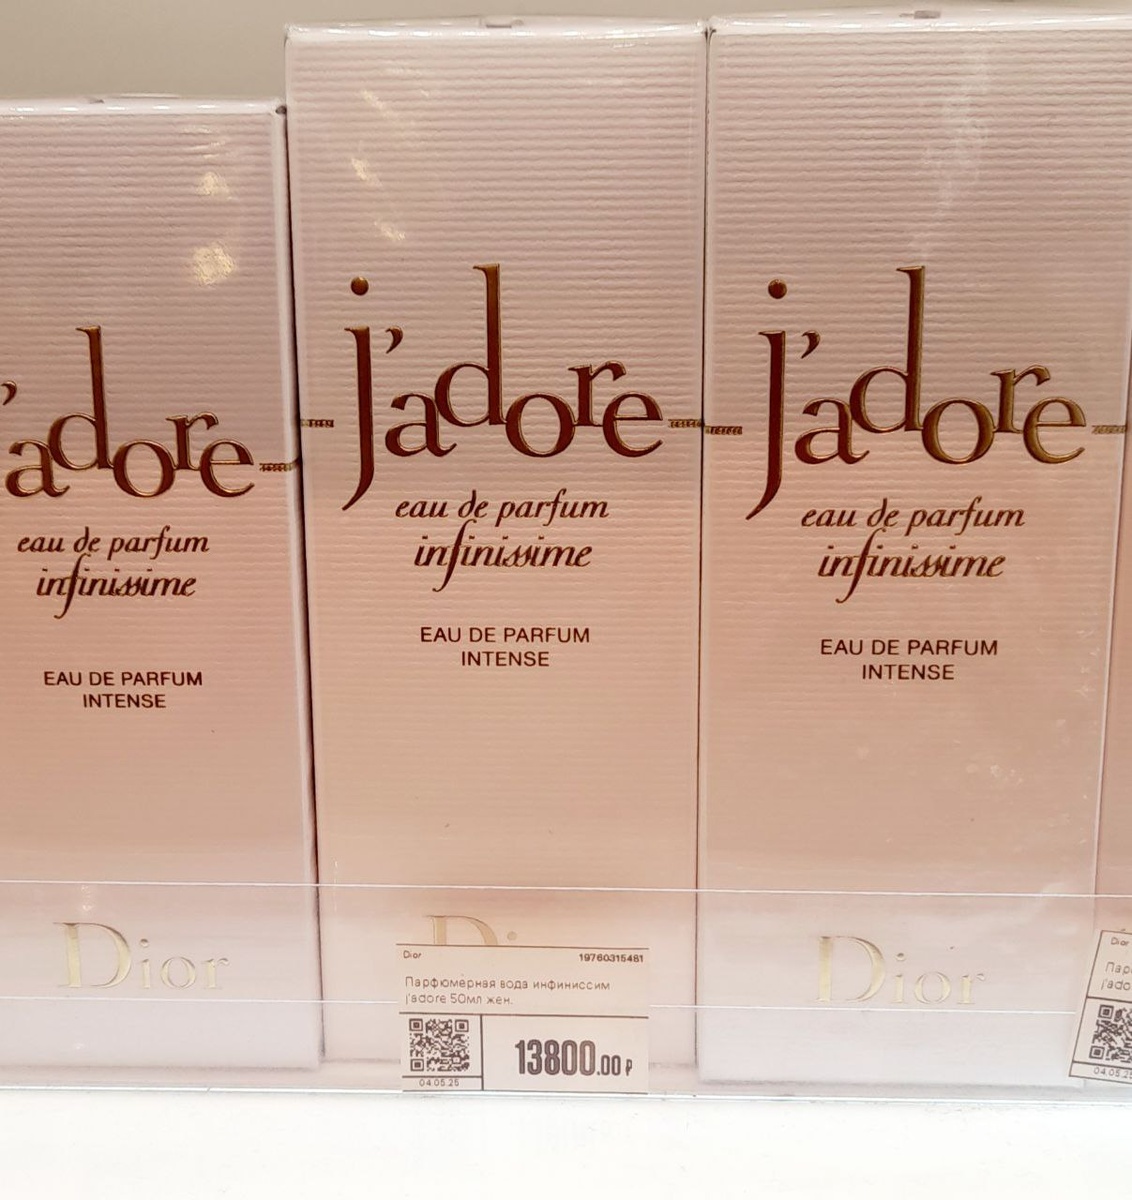 'adore
eau de parfum
infinissime
EAU DE PARFUM
INTENSE
Dior
j'adore
eau de parfum
infinissime
EAU DE PARFUM
INTENSE
Dior 19760315481
Парфюмерная вода инфиниссим
j'adore 50мл жен.
13800.00 ₽
04.05.25
j'adore
eau de parfum
infinissime
EAU DE PARFUM
INTENSE
Dior
Dior
j'ado